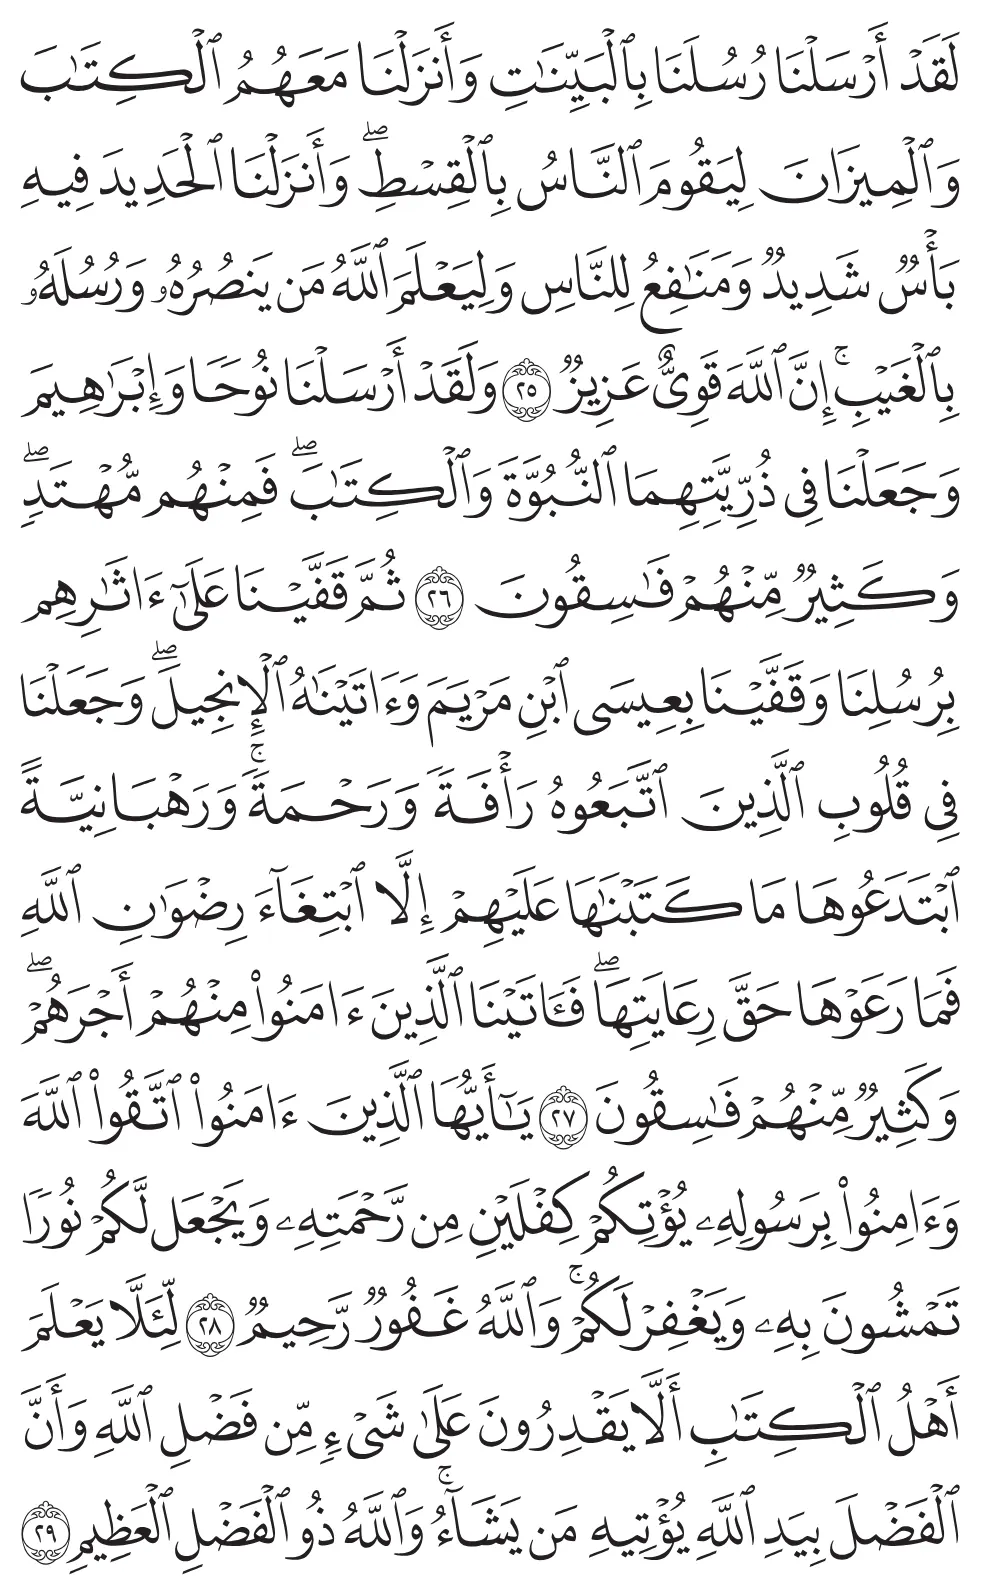 لَقَدۡ أَرۡسَلۡنَا رُسُلَنَا بِٱلۡبَيِّنَٰتِ وَأَنزَلۡنَا مَعَهُمُ ٱلۡكِتَٰبَ
وَٱلۡمِيزَانَ لِيَقُومَ ٱلنَّاسُ بِٱلۡقِسۡطِۖ وَأَنزَلۡنَا ٱلۡحَدِيدَ فِيهِ
بَأۡسٞ شَدِيدٞ وَمَنَٰفِعُ لِلنَّاسِ وَلِيَعۡلَمَ ٱللَّهُ مَن يَنصُرُهُۥ وَرُسُلَهُۥ
بِٱلۡغَيۡبِۚ إِنَّ ٱللَّهَ قَوِيٌّ عَزِيزٞ ٢٥ وَلَقَدۡ أَرۡسَلۡنَا نُوحٗا وَإِبۡرَٰهِيمَ
وَجَعَلۡنَا فِي ذُرِّيَّتِهِمَا ٱلنُّبُوَّةَ وَٱلۡكِتَٰبَۖ فَمِنۡهُم مُّهۡتَدٖۖ
وَكَثِيرٞ مِّنۡهُمۡ فَٰسِقُونَ ٢٦ ثُمَّ قَفَّيۡنَا عَلَىٰٓ ءَاثَٰرِهِم
بِرُسُلِنَا وَقَفَّيۡنَا بِعِيسَى ٱبۡنِ مَرۡيَمَ وَءَاتَيۡنَٰهُ ٱلۡإِنجِيلَۖ وَجَعَلۡنَا
فِي قُلُوبِ ٱلَّذِينَ ٱتَّبَعُوهُ رَأۡفَةٗ وَرَحۡمَةٗۚ وَرَهۡبَانِيَّةً
ٱبۡتَدَعُوهَا مَا كَتَبۡنَٰهَا عَلَيۡهِمۡ إِلَّا ٱبۡتِغَآءَ رِضۡوَٰنِ ٱللَّهِ
فَمَا رَعَوۡهَا حَقَّ رِعَايَتِهَاۖ فَـَٔاتَيۡنَا ٱلَّذِينَ ءَامَنُواْ مِنۡهُمۡ أَجۡرَهُمۡۖ
وَكَثِيرٞ مِّنۡهُمۡ فَٰسِقُونَ ٢٧ يَٰٓأَيُّهَا ٱلَّذِينَ ءَامَنُواْ ٱتَّقُواْ ٱللَّهَ
وَءَامِنُواْ بِرَسُولِهِۦ يُؤۡتِكُمۡ كِفۡلَيۡنِ مِن رَّحۡمَتِهِۦ وَيَجۡعَل لَّكُمۡ نُورٗا
تَمۡشُونَ بِهِۦ وَيَغۡفِرۡ لَكُمۡۚ وَٱللَّهُ غَفُورٞ رَّحِيمٞ ٢٨ لِّئَلَّا يَعۡلَمَ
أَهۡلُ ٱلۡكِتَٰبِ أَلَّا يَقۡدِرُونَ عَلَىٰ شَيۡءٖ مِّن فَضۡلِ ٱللَّهِ وَأَنَّ
ٱلۡفَضۡلَ بِيَدِ ٱللَّهِ يُؤۡتِيهِ مَن يَشَآءُۚ وَٱللَّهُ ذُو ٱلۡفَضۡلِ ٱلۡعَظِيمِ ٢٩